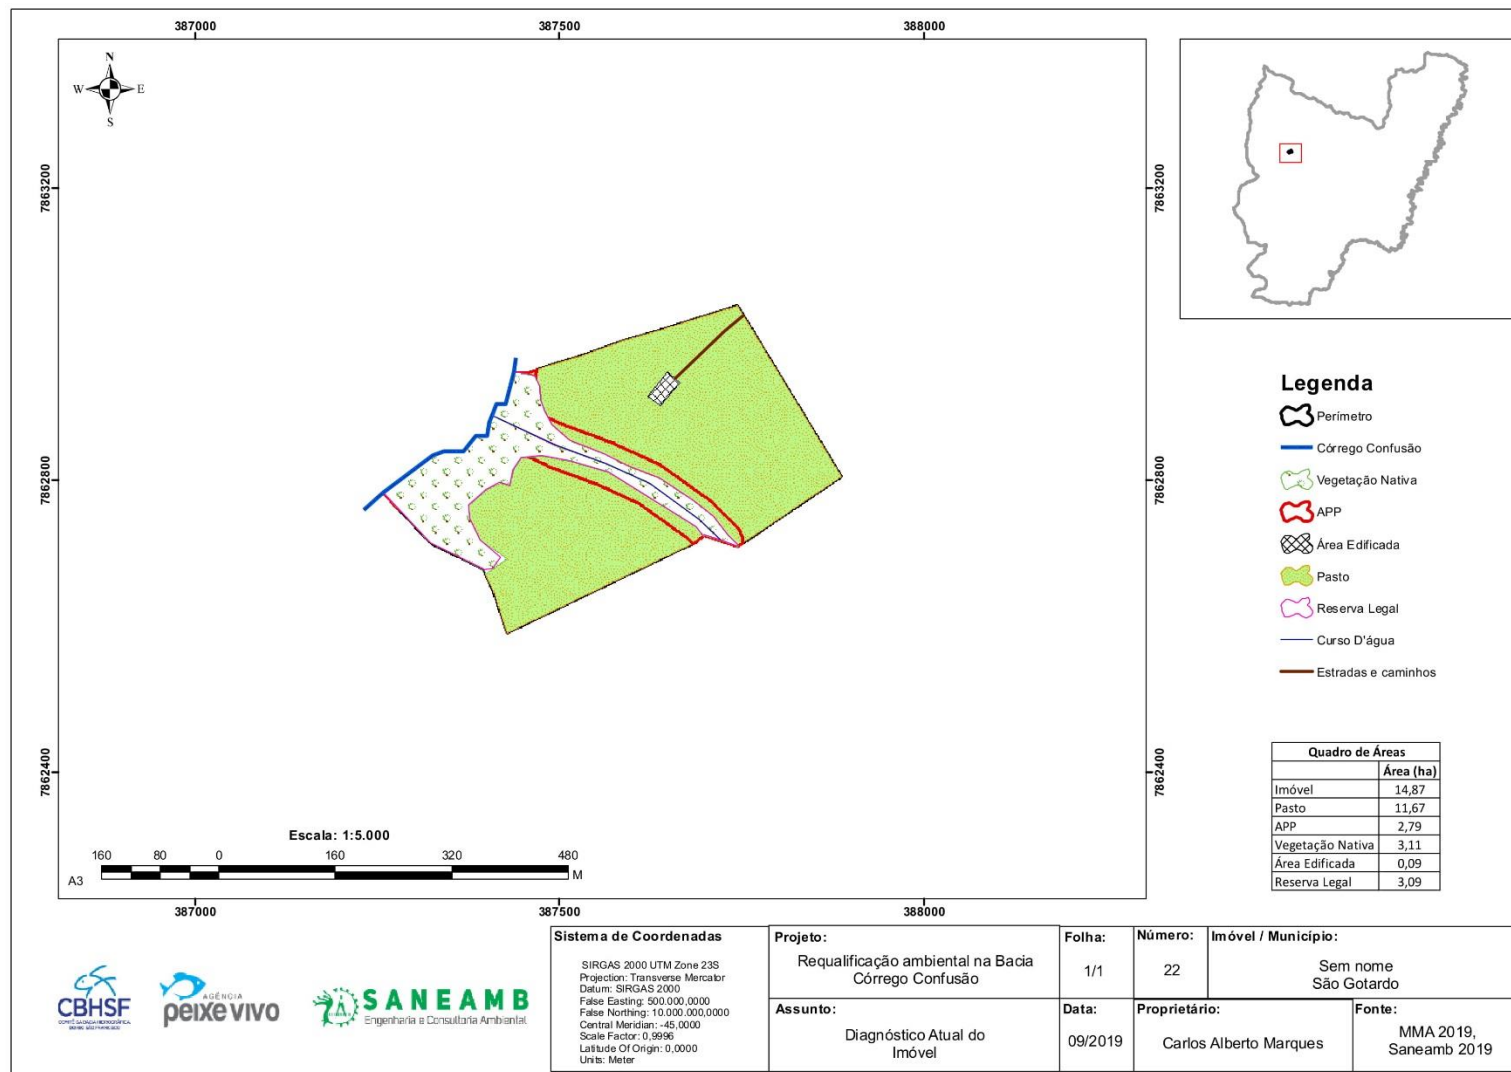 387000
387500
388000
N
W
E
S
7863200
7863200
7862800
7862800
7862400
7862400
Legenda
Perímetro
Córrego Confusão
Vegetação Nativa
APP
Área Edificada
Pasto
Reserva Legal
Curso D'água
Estradas e caminhos
Quadro de Áreas
Área (ha)
Imóvel 14,87
Pasto 11,67
APP 2,79
Vegetação Nativa 3,11
Área Edificada 0,09
Reserva Legal 3,09
Escala: 1:5.000
160 80 0 160 320 480
A3
M
387000
387500
388000
CBHSF
AGÊNCIA
peixe vivo
SANEAMB
Engenharia e Consultoria Ambiental
Sistema de Coordenadas
SIRGAS 2000 UTM Zone 23S
Projection: Transverse Mercator
Datum: SIRGAS 2000
False Easting: 500.000,0000
False Northing: 10.000.000,0000
Central Meridian: -45,0000
Scale Factor: 0,9996
Latitude Of Origin: 0,0000
Units: Meter
Projeto:
Requalificação ambiental na Bacia
Córrego Confusão
Folha:
1/1
Número:
22
Imóvel / Município:
Sem nome
São Gotardo
Assunto:
Diagnóstico Atual do
Imóvel
Data:
09/2019
Proprietário:
Carlos Alberto Marques
Fonte:
MMA 2019,
Saneamb 2019